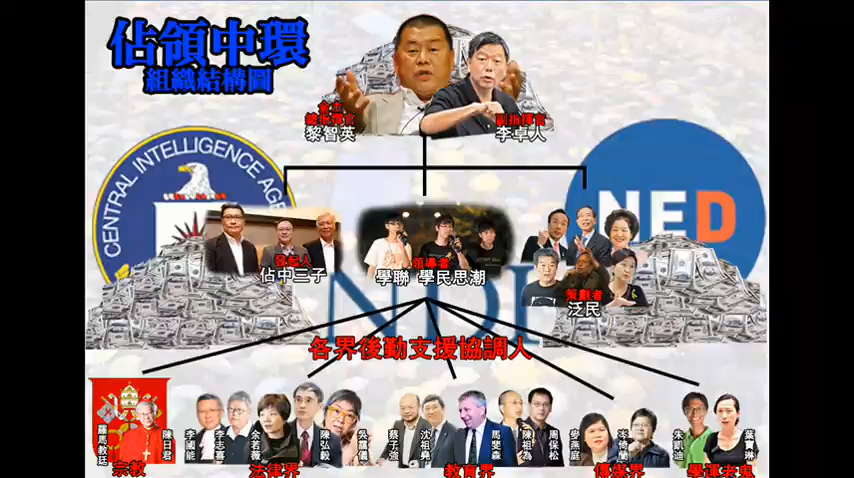 佔領中環
組織結構圖
金主
總指揮官
黎智英
副指揮官
李卓人
CENTRAL INTELLIGENCE AGE
NED
發起人
佔中三子
領導者
學聯 學民思潮
策劃者
泛民
NDI
各界後勤支援協調人
羅馬教廷
陳日君
宗教
李國能
李志喜
余若薇
陳弘毅
吳靄儀
法律界
蔡子強
沈祖堯
馬斐森
陳祖為
周保松
教育界
麥燕庭
岑倚蘭
傳媒界
朱凱迪
葉寶琳
學運老鬼